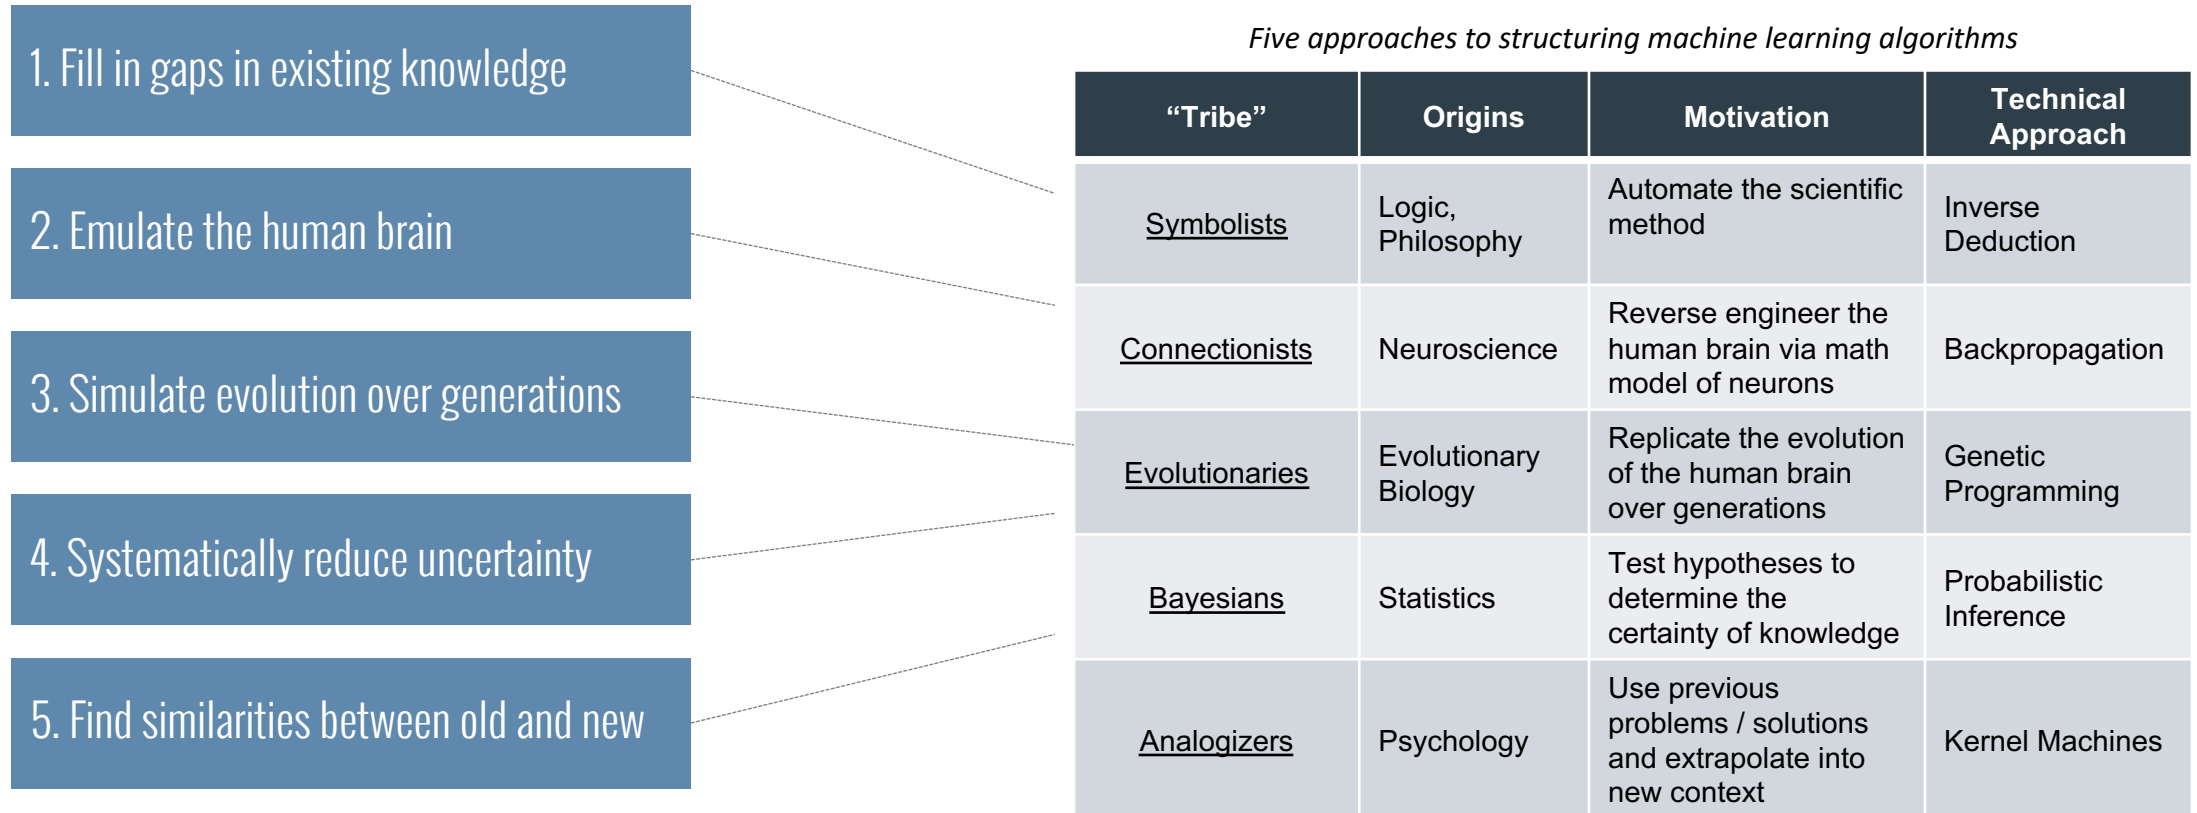 1. Fill in gaps in existing knowledge
2. Emulate the human brain
3. Simulate evolution over generations
4. Systematically reduce uncertainty
5. Find similarities between old and new
Five approaches to structuring machine learning algorithms
“Tribe”
Origins
Motivation
Technical
Approach
Symbolists
Logic,
Philosophy
Automate the scientific
method
Inverse
Deduction
Connectionists
Neuroscience
Reverse engineer the
human brain via math
model of neurons
Backpropagation
Evolutionaries
Evolutionary
Biology
Replicate the evolution
of the human brain
over generations
Genetic
Programming
Bayesians
Statistics
Test hypotheses to
determine the
certainty of knowledge
Probabilistic
Inference
Analogizers
Psychology
Use previous
problems / solutions
and extrapolate into
new context
Kernel Machines